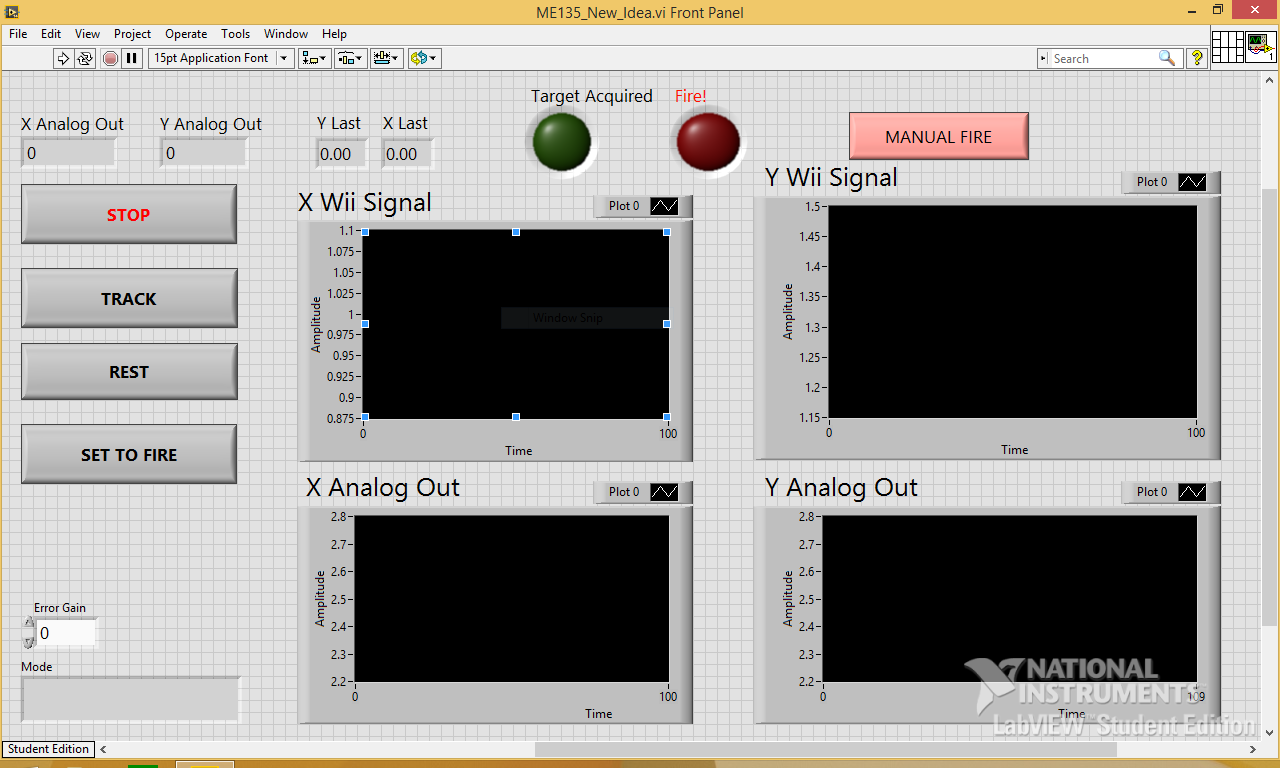 ME135_New_Idea.vi Front Panel
File Edit View Project Operate Tools Window Help
15pt Application Font
Search
?
1
Target Acquired Fire!
X Analog Out Y Analog Out Y Last X Last
0 0 0.00 0.00
MANUAL FIRE
STOP
TRACK
REST
SET TO FIRE
Error Gain
0
Mode
X Wii Signal
Plot 0
1.1
1.075
1.05
1.025
1
0.975
0.95
0.925
0.9
0.875
Amplitude
Window Snip
0 100
Time
Y Wii Signal
Plot 0
1.5
1.45
1.4
1.35
1.3
1.25
1.2
1.15
Amplitude
0 100
Time
X Analog Out
Plot 0
2.8
2.7
2.6
2.5
2.4
2.3
2.2
Amplitude
0 100
Time
Y Analog Out
Plot 0
2.8
2.7
2.6
2.5
2.4
2.3
2.2
Amplitude
0 109
Time
NATIONAL
INSTRUMENTS
LabVIEW™ Student Edition
Student Edition